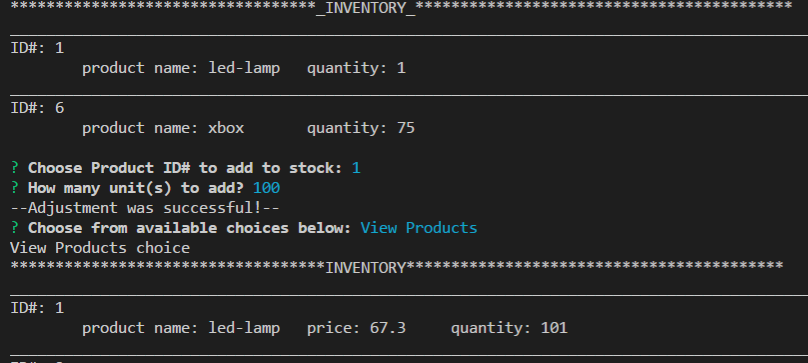 **********************************_INVENTORY_******************************************
ID#: 1
product name: led-lamp quantity: 1
ID#: 6
product name: xbox quantity: 75
? Choose Product ID# to add to stock: 1
? How many unit(s) to add? 100
--Adjustment was successful!--
? Choose from available choices below: View Products
View Products choice
***********************************INVENTORY******************************************
ID#: 1
product name: led-lamp price: 67.3 quantity: 101